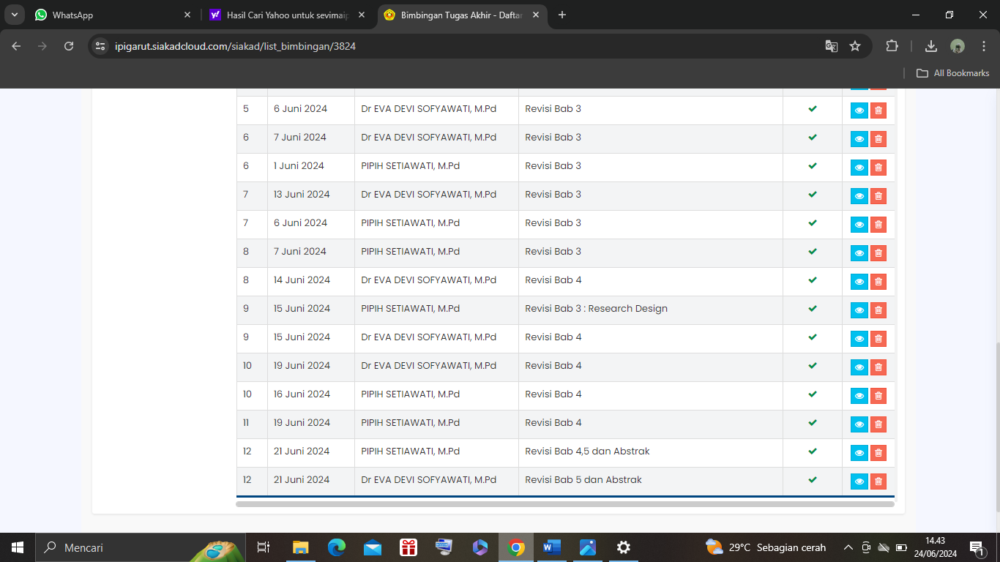 WhatsApp
Hasil Cari Yahoo untuk sevimaip
Bimbingan Tugas Akhir - Daftar
ipigarut.siakadcloud.com/siakad/list_bimbingan/3824
All Bookmarks
5 6 Juni 2024 Dr EVA DEVI SOFYAWATI, M.Pd Revisi Bab 3
6 7 Juni 2024 Dr EVA DEVI SOFYAWATI, M.Pd Revisi Bab 3
6 1 Juni 2024 PIPIH SETIAWATI, M.Pd Revisi Bab 3
7 13 Juni 2024 Dr EVA DEVI SOFYAWATI, M.Pd Revisi Bab 3
7 6 Juni 2024 PIPIH SETIAWATI, M.Pd Revisi Bab 3
8 7 Juni 2024 PIPIH SETIAWATI, M.Pd Revisi Bab 3
8 14 Juni 2024 Dr EVA DEVI SOFYAWATI, M.Pd Revisi Bab 4
9 15 Juni 2024 PIPIH SETIAWATI, M.Pd Revisi Bab 3 : Research Design
9 15 Juni 2024 Dr EVA DEVI SOFYAWATI, M.Pd Revisi Bab 4
10 19 Juni 2024 Dr EVA DEVI SOFYAWATI, M.Pd Revisi Bab 4
10 16 Juni 2024 PIPIH SETIAWATI, M.Pd Revisi Bab 4
11 19 Juni 2024 PIPIH SETIAWATI, M.Pd Revisi Bab 4
12 21 Juni 2024 PIPIH SETIAWATI, M.Pd Revisi Bab 4,5 dan Abstrak
12 21 Juni 2024 Dr EVA DEVI SOFYAWATI, M.Pd Revisi Bab 5 dan Abstrak
Mencari
29°C Sebagian cerah
14.43
24/06/2024
1